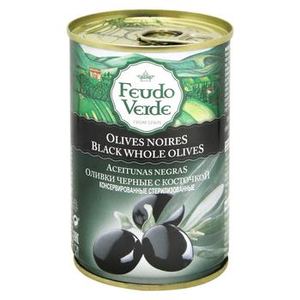 Feudo
Verde
FROM SPAIN
OLIVES NOIRES
BLACK WHOLE OLIVES
ACEITUNAS NEGRAS
ОЛИВКИ ЧЕРНЫЕ С КОСТОЧКОЙ
КОНСЕРВИРОВАННЫЕ СТЕРИЛИЗОВАННЫЕ